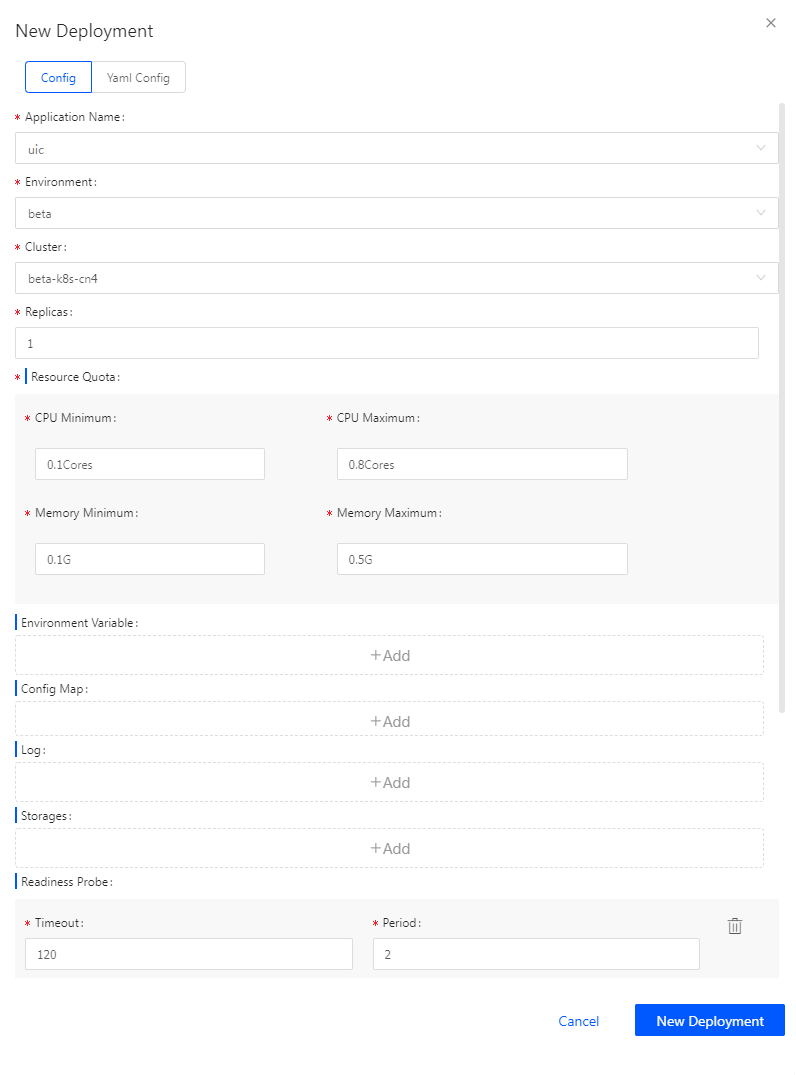 New Deployment
Config Yaml Config
* Application Name:
uic
* Environment:
beta
* Cluster:
beta-k8s-cn4
* Replicas:
1
* Resource Quota:
* CPU Minimum: * CPU Maximum:
0.1Cores 0.8Cores
* Memory Minimum: * Memory Maximum:
0.1G 0.5G
Environment Variable:
+Add
Config Map:
+Add
Log:
+Add
Storages:
+Add
Readiness Probe:
* Timeout: * Period:
120 2
Cancel New Deployment